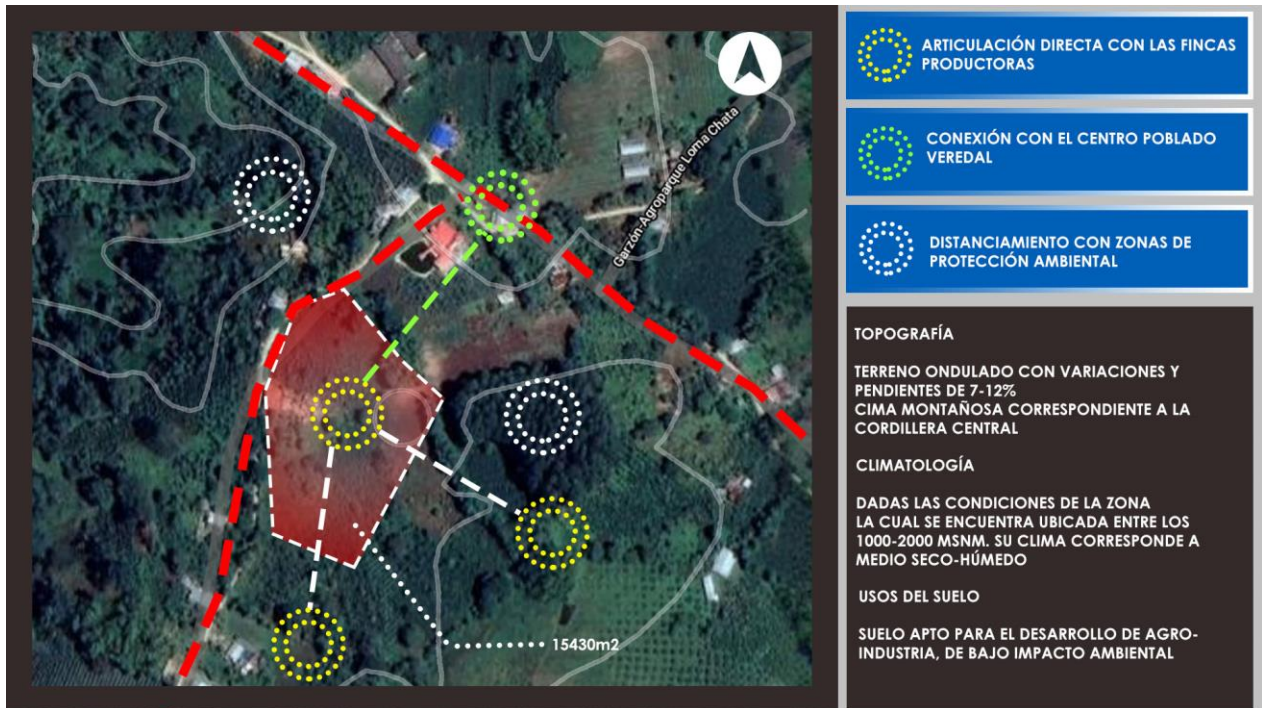 Garzón-Agroparque Loma Chata
15430m2
ARTICULACIÓN DIRECTA CON LAS FINCAS
PRODUCTORAS
CONEXIÓN CON EL CENTRO POBLADO
VEREDAL
DISTANCIAMIENTO CON ZONAS DE
PROTECCIÓN AMBIENTAL
TOPOGRAFÍA
TERRENO ONDULADO CON VARIACIONES Y
PENDIENTES DE 7-12%
CIMA MONTAÑOSA CORRESPONDIENTE A LA
CORDILLERA CENTRAL
CLIMATOLOGÍA
DADAS LAS CONDICIONES DE LA ZONA
LA CUAL SE ENCUENTRA UBICADA ENTRE LOS
1000-2000 MSNM. SU CLIMA CORRESPONDE A
MEDIO SECO-HÚMEDO
USOS DEL SUELO
SUELO APTO PARA EL DESARROLLO DE AGRO-
INDUSTRIA, DE BAJO IMPACTO AMBIENTAL